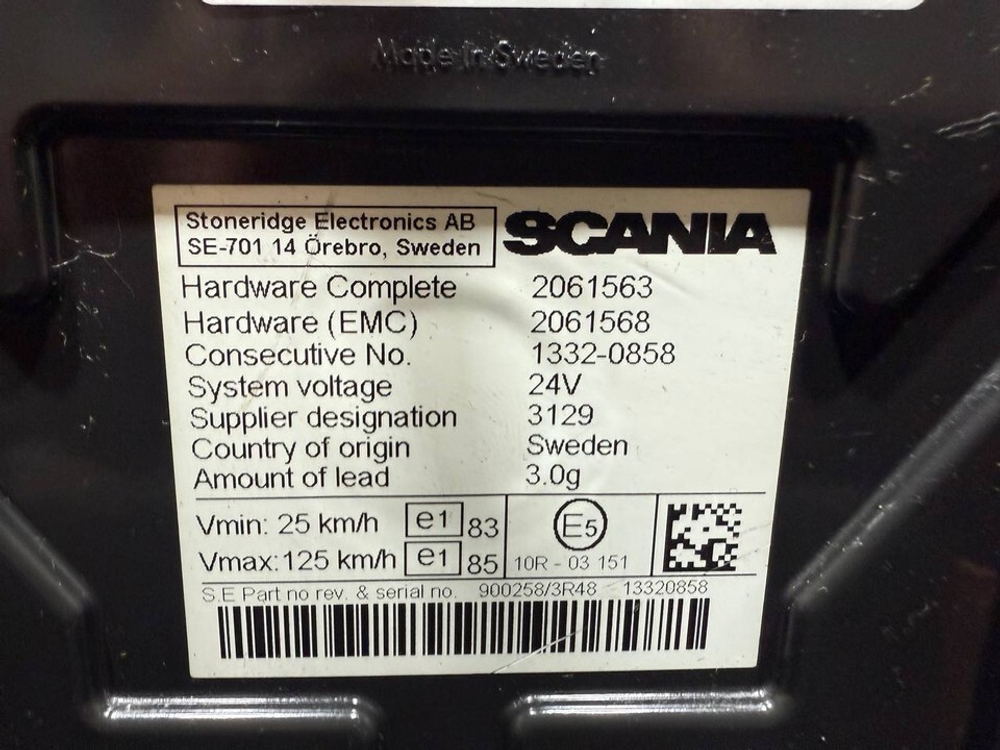 Made in Sweden
Stoneridge Electronics AB
SE-701 14 Örebro, Sweden
SCANIA
Hardware Complete 2061563
Hardware (EMC) 2061568
Consecutive No. 1332-0858
System voltage 24V
Supplier designation 3129
Country of origin Sweden
Amount of lead 3.0g
Vmin: 25 km/h e1 83
Vmax: 125 km/h e1 85
E5
10R - 03 151
S.E Part no rev. & serial no. 900258/3R48 13320858